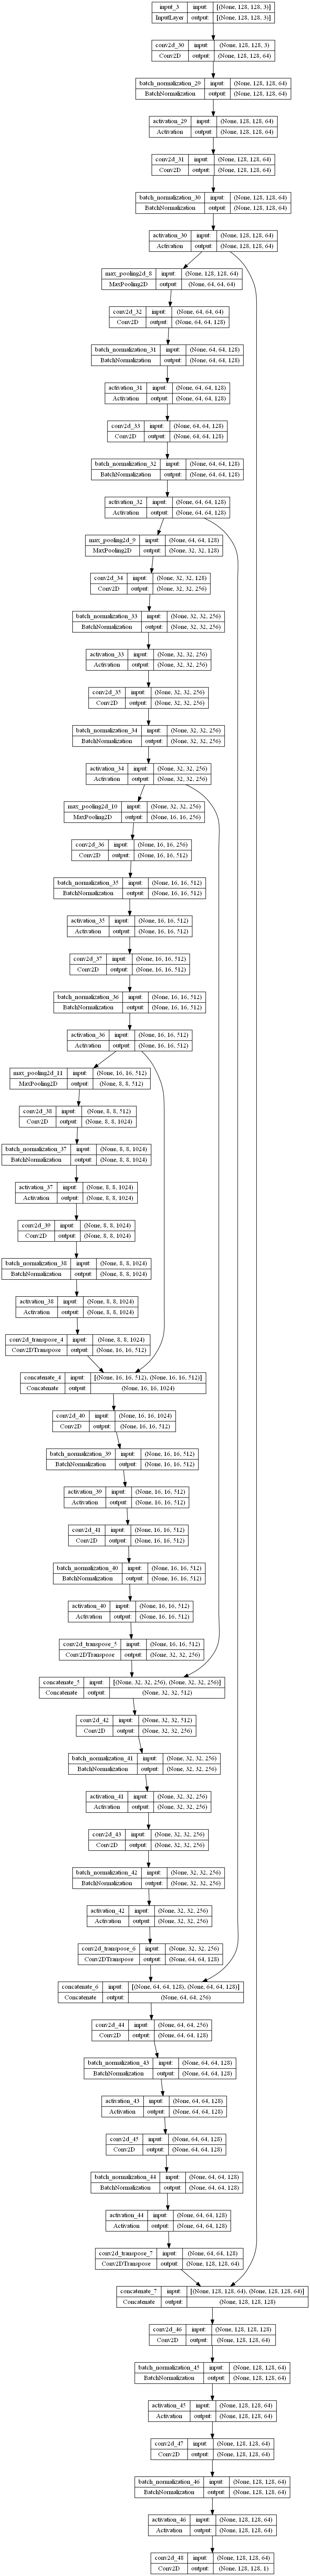 input_3 input: [(None, 128, 128, 3)]
InputLayer output: [(None, 128, 128, 3)]
conv2d_30 input: (None, 128, 128, 3)
Conv2D output: (None, 128, 128, 64)
batch_normalization_29 input: (None, 128, 128, 64)
BatchNormalization output: (None, 128, 128, 64)
activation_29 input: (None, 128, 128, 64)
Activation output: (None, 128, 128, 64)
conv2d_31 input: (None, 128, 128, 64)
Conv2D output: (None, 128, 128, 64)
batch_normalization_30 input: (None, 128, 128, 64)
BatchNormalization output: (None, 128, 128, 64)
activation_30 input: (None, 128, 128, 64)
Activation output: (None, 128, 128, 64)
max_pooling2d_8 input: (None, 128, 128, 64)
MaxPooling2D output: (None, 64, 64, 64)
conv2d_32 input: (None, 64, 64, 64)
Conv2D output: (None, 64, 64, 128)
batch_normalization_31 input: (None, 64, 64, 128)
BatchNormalization output: (None, 64, 64, 128)
activation_31 input: (None, 64, 64, 128)
Activation output: (None, 64, 64, 128)
conv2d_33 input: (None, 64, 64, 128)
Conv2D output: (None, 64, 64, 128)
batch_normalization_32 input: (None, 64, 64, 128)
BatchNormalization output: (None, 64, 64, 128)
activation_32 input: (None, 64, 64, 128)
Activation output: (None, 64, 64, 128)
max_pooling2d_9 input: (None, 64, 64, 128)
MaxPooling2D output: (None, 32, 32, 128)
conv2d_34 input: (None, 32, 32, 128)
Conv2D output: (None, 32, 32, 256)
batch_normalization_33 input: (None, 32, 32, 256)
BatchNormalization output: (None, 32, 32, 256)
activation_33 input: (None, 32, 32, 256)
Activation output: (None, 32, 32, 256)
conv2d_35 input: (None, 32, 32, 256)
Conv2D output: (None, 32, 32, 256)
batch_normalization_34 input: (None, 32, 32, 256)
BatchNormalization output: (None, 32, 32, 256)
activation_34 input: (None, 32, 32, 256)
Activation output: (None, 32, 32, 256)
max_pooling2d_10 input: (None, 32, 32, 256)
MaxPooling2D output: (None, 16, 16, 256)
conv2d_36 input: (None, 16, 16, 256)
Conv2D output: (None, 16, 16, 512)
batch_normalization_35 input: (None, 16, 16, 512)
BatchNormalization output: (None, 16, 16, 512)
activation_35 input: (None, 16, 16, 512)
Activation output: (None, 16, 16, 512)
conv2d_37 input: (None, 16, 16, 512)
Conv2D output: (None, 16, 16, 512)
batch_normalization_36 input: (None, 16, 16, 512)
BatchNormalization output: (None, 16, 16, 512)
activation_36 input: (None, 16, 16, 512)
Activation output: (None, 16, 16, 512)
max_pooling2d_11 input: (None, 16, 16, 512)
MaxPooling2D output: (None, 8, 8, 512)
conv2d_38 input: (None, 8, 8, 512)
Conv2D output: (None, 8, 8, 1024)
batch_normalization_37 input: (None, 8, 8, 1024)
BatchNormalization output: (None, 8, 8, 1024)
activation_37 input: (None, 8, 8, 1024)
Activation output: (None, 8, 8, 1024)
conv2d_39 input: (None, 8, 8, 1024)
Conv2D output: (None, 8, 8, 1024)
batch_normalization_38 input: (None, 8, 8, 1024)
BatchNormalization output: (None, 8, 8, 1024)
activation_38 input: (None, 8, 8, 1024)
Activation output: (None, 8, 8, 1024)
conv2d_transpose_4 input: (None, 8, 8, 1024)
Conv2DTranspose output: (None, 16, 16, 512)
concatenate_4 input: [(None, 16, 16, 512), (None, 16, 16, 512)]
Concatenate output: (None, 16, 16, 1024)
conv2d_40 input: (None, 16, 16, 1024)
Conv2D output: (None, 16, 16, 512)
batch_normalization_39 input: (None, 16, 16, 512)
BatchNormalization output: (None, 16, 16, 512)
activation_39 input: (None, 16, 16, 512)
Activation output: (None, 16, 16, 512)
conv2d_41 input: (None, 16, 16, 512)
Conv2D output: (None, 16, 16, 512)
batch_normalization_40 input: (None, 16, 16, 512)
BatchNormalization output: (None, 16, 16, 512)
activation_40 input: (None, 16, 16, 512)
Activation output: (None, 16, 16, 512)
conv2d_transpose_5 input: (None, 16, 16, 512)
Conv2DTranspose output: (None, 32, 32, 256)
concatenate_5 input: [(None, 32, 32, 256), (None, 32, 32, 256)]
Concatenate output: (None, 32, 32, 512)
conv2d_42 input: (None, 32, 32, 512)
Conv2D output: (None, 32, 32, 256)
batch_normalization_41 input: (None, 32, 32, 256)
BatchNormalization output: (None, 32, 32, 256)
activation_41 input: (None, 32, 32, 256)
Activation output: (None, 32, 32, 256)
conv2d_43 input: (None, 32, 32, 256)
Conv2D output: (None, 32, 32, 256)
batch_normalization_42 input: (None, 32, 32, 256)
BatchNormalization output: (None, 32, 32, 256)
activation_42 input: (None, 32, 32, 256)
Activation output: (None, 32, 32, 256)
conv2d_transpose_6 input: (None, 32, 32, 256)
Conv2DTranspose output: (None, 64, 64, 128)
concatenate_6 input: [(None, 64, 64, 128), (None, 64, 64, 128)]
Concatenate output: (None, 64, 64, 256)
conv2d_44 input: (None, 64, 64, 256)
Conv2D output: (None, 64, 64, 128)
batch_normalization_43 input: (None, 64, 64, 128)
BatchNormalization output: (None, 64, 64, 128)
activation_43 input: (None, 64, 64, 128)
Activation output: (None, 64, 64, 128)
conv2d_45 input: (None, 64, 64, 128)
Conv2D output: (None, 64, 64, 128)
batch_normalization_44 input: (None, 64, 64, 128)
BatchNormalization output: (None, 64, 64, 128)
activation_44 input: (None, 64, 64, 128)
Activation output: (None, 64, 64, 128)
conv2d_transpose_7 input: (None, 64, 64, 128)
Conv2DTranspose output: (None, 128, 128, 64)
concatenate_7 input: [(None, 128, 128, 64), (None, 128, 128, 64)]
Concatenate output: (None, 128, 128, 128)
conv2d_46 input: (None, 128, 128, 128)
Conv2D output: (None, 128, 128, 64)
batch_normalization_45 input: (None, 128, 128, 64)
BatchNormalization output: (None, 128, 128, 64)
activation_45 input: (None, 128, 128, 64)
Activation output: (None, 128, 128, 64)
conv2d_47 input: (None, 128, 128, 64)
Conv2D output: (None, 128, 128, 64)
batch_normalization_46 input: (None, 128, 128, 64)
BatchNormalization output: (None, 128, 128, 64)
activation_46 input: (None, 128, 128, 64)
Activation output: (None, 128, 128, 64)
conv2d_48 input: (None, 128, 128, 64)
Conv2D output: (None, 128, 128, 1)